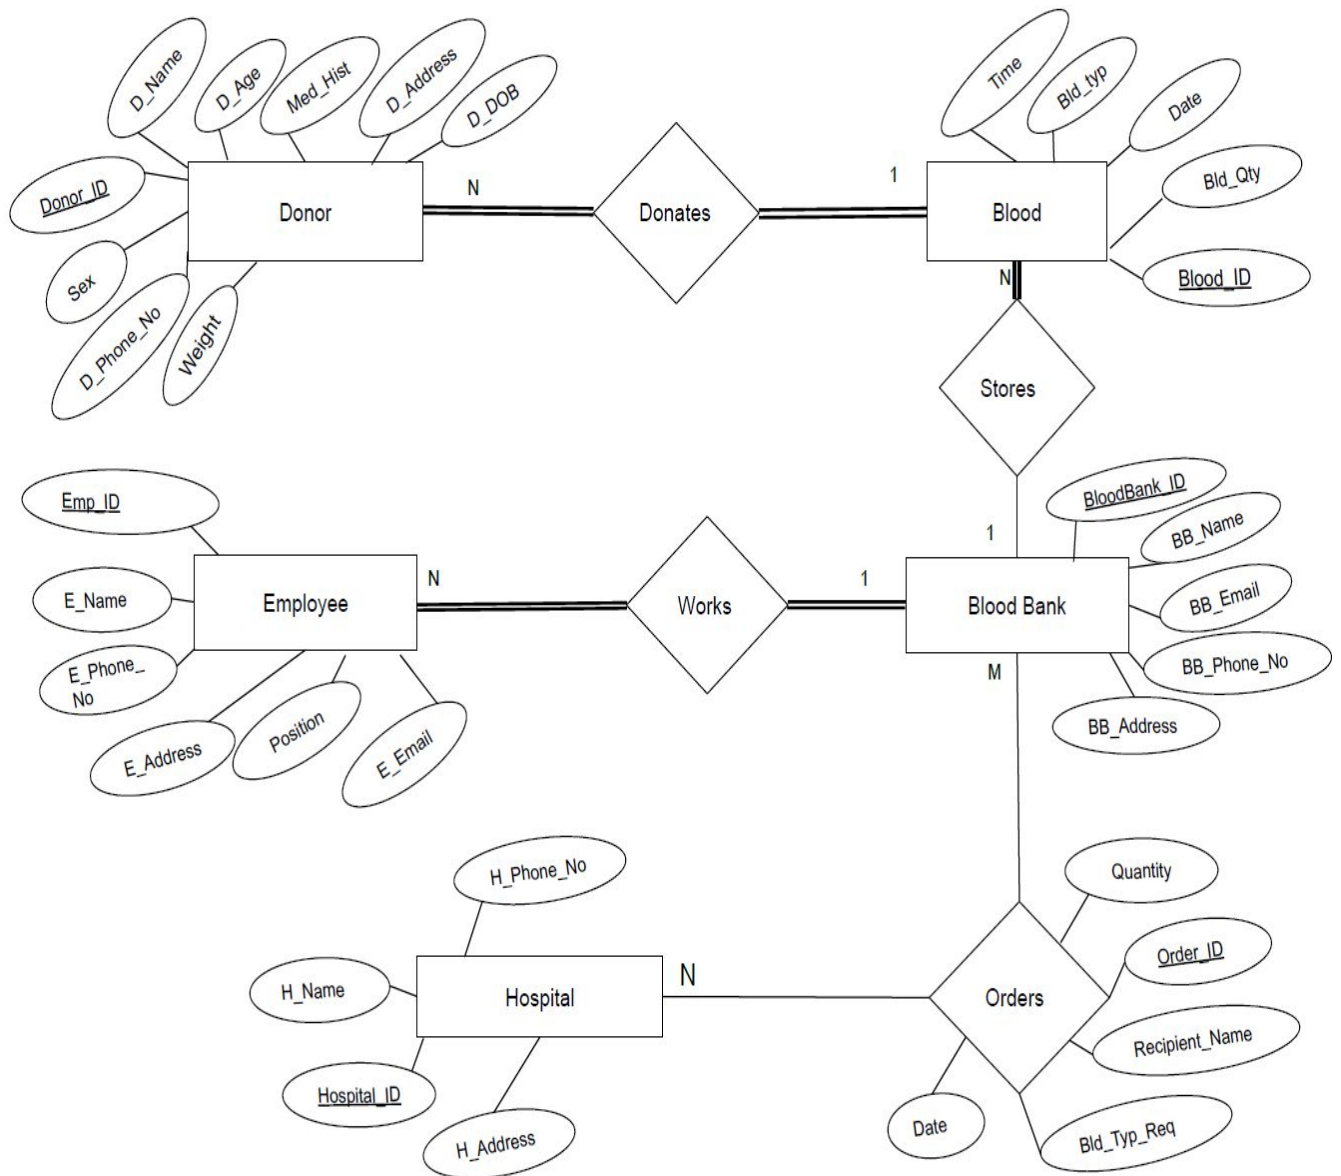 D_Name
D_Age
Med_Hist
D_Address
D_DOB
Donor_ID
Sex
D_Phone_No
Weight
Donor
N
Donates
1
Blood
Time
Bld_typ
Date
Bld_Qty
Blood_ID
N
Stores
1
BloodBank_ID
BB_Name
BB_Email
BB_Phone_No
BB_Address
Emp_ID
E_Name
E_Phone_
No
E_Address
Position
E_Email
Employee
N
Works
1
Blood Bank
M
H_Phone_No
H_Name
Hospital_ID
H_Address
Hospital
N
Orders
Quantity
Order_ID
Recipient_Name
Bld_Typ_Req
Date